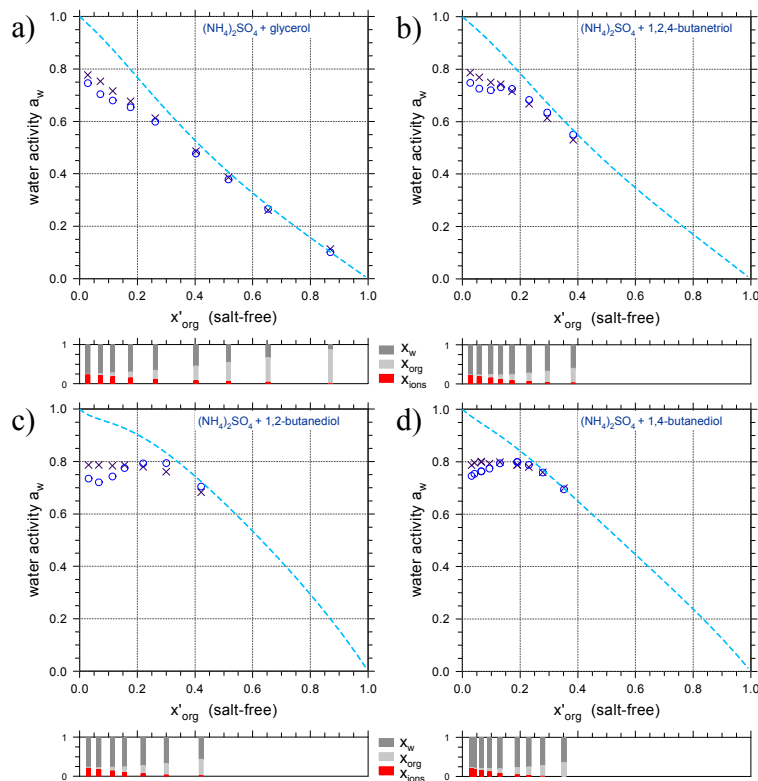 a)
(NH4)2SO4 + glycerol
water activity aw
1.0
0.8
0.6
0.4
0.2
0.0
0.0 0.2 0.4 0.6 0.8 1.0
x'org (salt-free)
1
0
b)
(NH4)2SO4 + 1,2,4-butanetriol
water activity aw
1.0
0.8
0.6
0.4
0.2
0.0
0.0 0.2 0.4 0.6 0.8 1.0
x'org (salt-free)
1
0
xw
xorg
xions
c)
(NH4)2SO4 + 1,2-butanediol
water activity aw
1.0
0.8
0.6
0.4
0.2
0.0
0.0 0.2 0.4 0.6 0.8 1.0
x'org (salt-free)
1
0
d)
(NH4)2SO4 + 1,4-butanediol
water activity aw
1.0
0.8
0.6
0.4
0.2
0.0
0.0 0.2 0.4 0.6 0.8 1.0
x'org (salt-free)
1
0
xw
xorg
xions